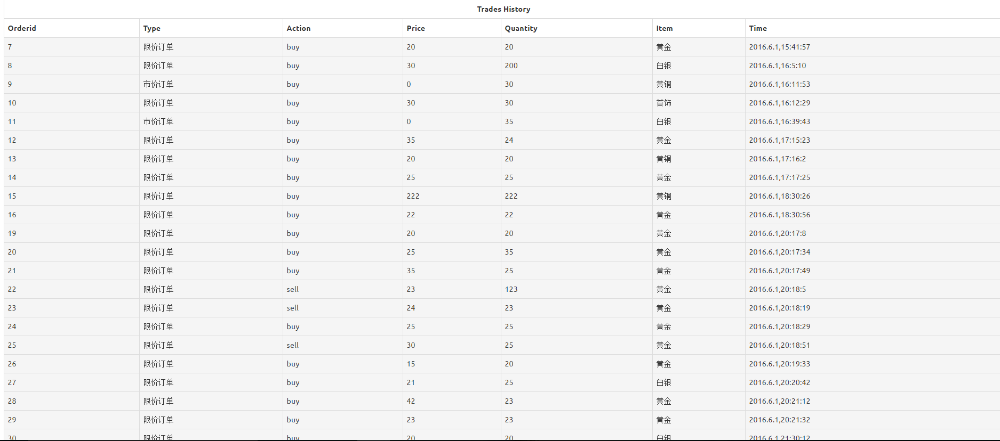 Trades History
Orderid Type Action Price Quantity Item Time
7 限价订单 buy 20 20 黄金 2016.6.1,15:41:57
8 限价订单 buy 30 200 白银 2016.6.1,16:5:10
9 市价订单 buy 0 30 黄铜 2016.6.1,16:11:53
10 限价订单 buy 30 30 首饰 2016.6.1,16:12:29
11 市价订单 buy 0 35 白银 2016.6.1,16:39:43
12 限价订单 buy 35 24 黄金 2016.6.1,17:15:23
13 限价订单 buy 20 20 黄铜 2016.6.1,17:16:2
14 限价订单 buy 25 25 黄金 2016.6.1,17:17:25
15 限价订单 buy 222 222 黄铜 2016.6.1,18:30:26
16 限价订单 buy 22 22 黄金 2016.6.1,18:30:56
19 限价订单 buy 20 20 黄金 2016.6.1,20:17:8
20 限价订单 buy 25 35 黄金 2016.6.1,20:17:34
21 限价订单 buy 35 25 黄金 2016.6.1,20:17:49
22 限价订单 sell 23 123 黄金 2016.6.1,20:18:5
23 限价订单 sell 24 23 黄金 2016.6.1,20:18:19
24 限价订单 buy 25 25 黄金 2016.6.1,20:18:29
25 限价订单 sell 30 25 黄金 2016.6.1,20:18:51
26 限价订单 buy 15 20 黄金 2016.6.1,20:19:33
27 限价订单 buy 21 25 白银 2016.6.1,20:20:42
28 限价订单 buy 42 23 黄金 2016.6.1,20:21:12
29 限价订单 buy 23 23 黄金 2016.6.1,20:21:32
30 限价订单 buy 20 20 白银 2016.6.1,21:30:12